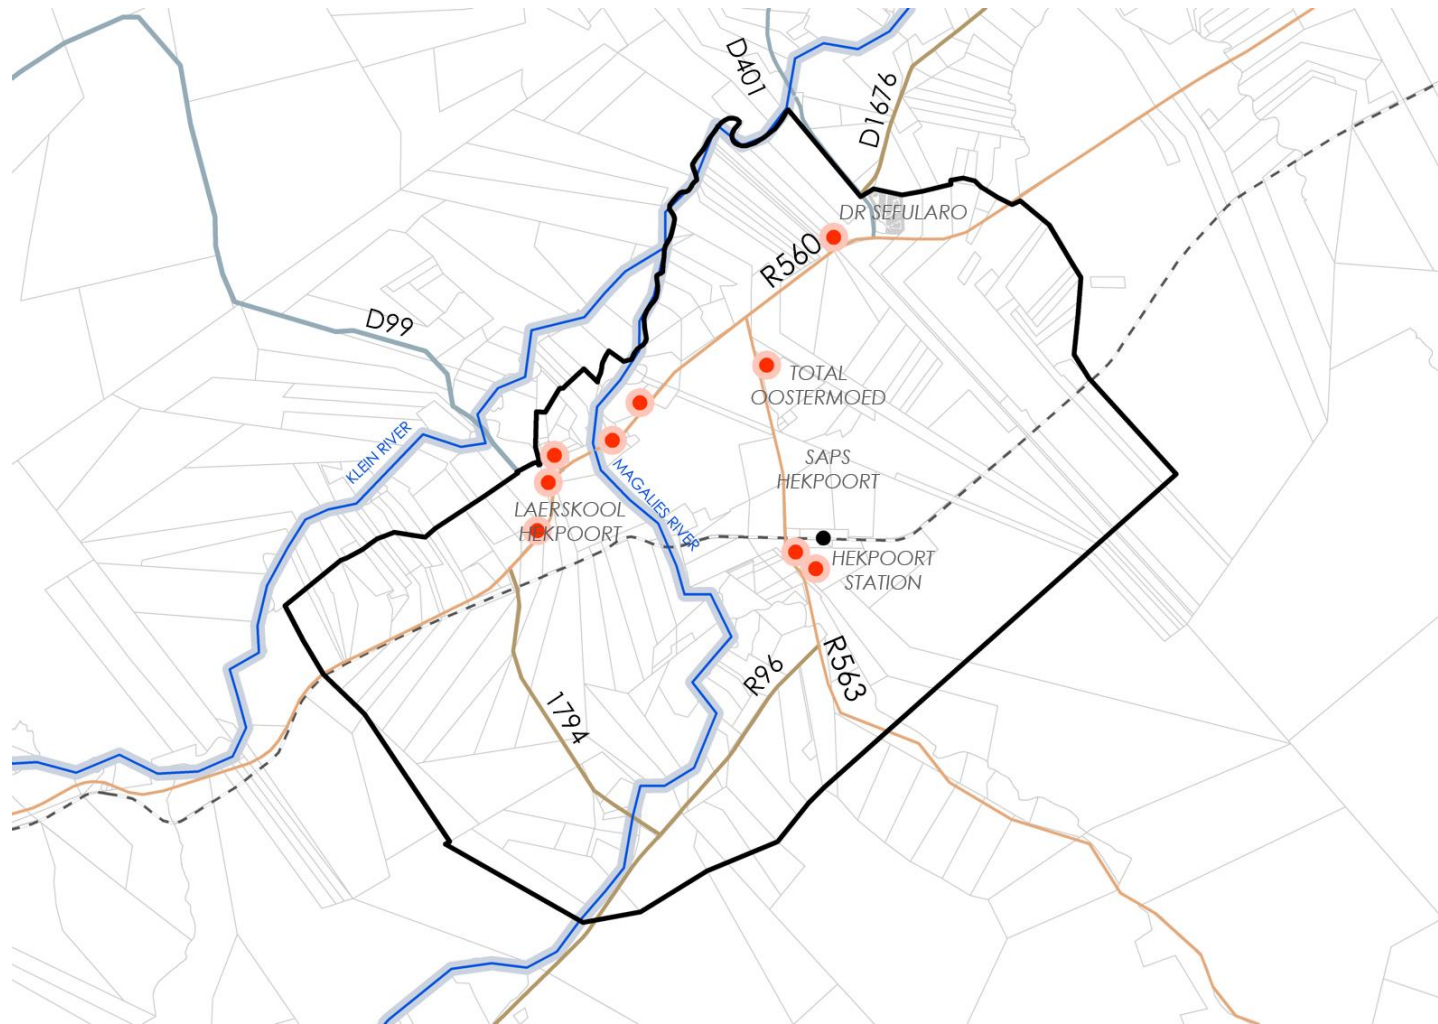 D401
D1676
DR SEFULARO
R560
D99
TOTAL
OOSTERMOED
KLEIN RIVER
SAPS
HEKPOORT
MAGALIES RIVER
LAERSKOOL
HEKPOORT
HEKPOORT
STATION
R563
R96
1794